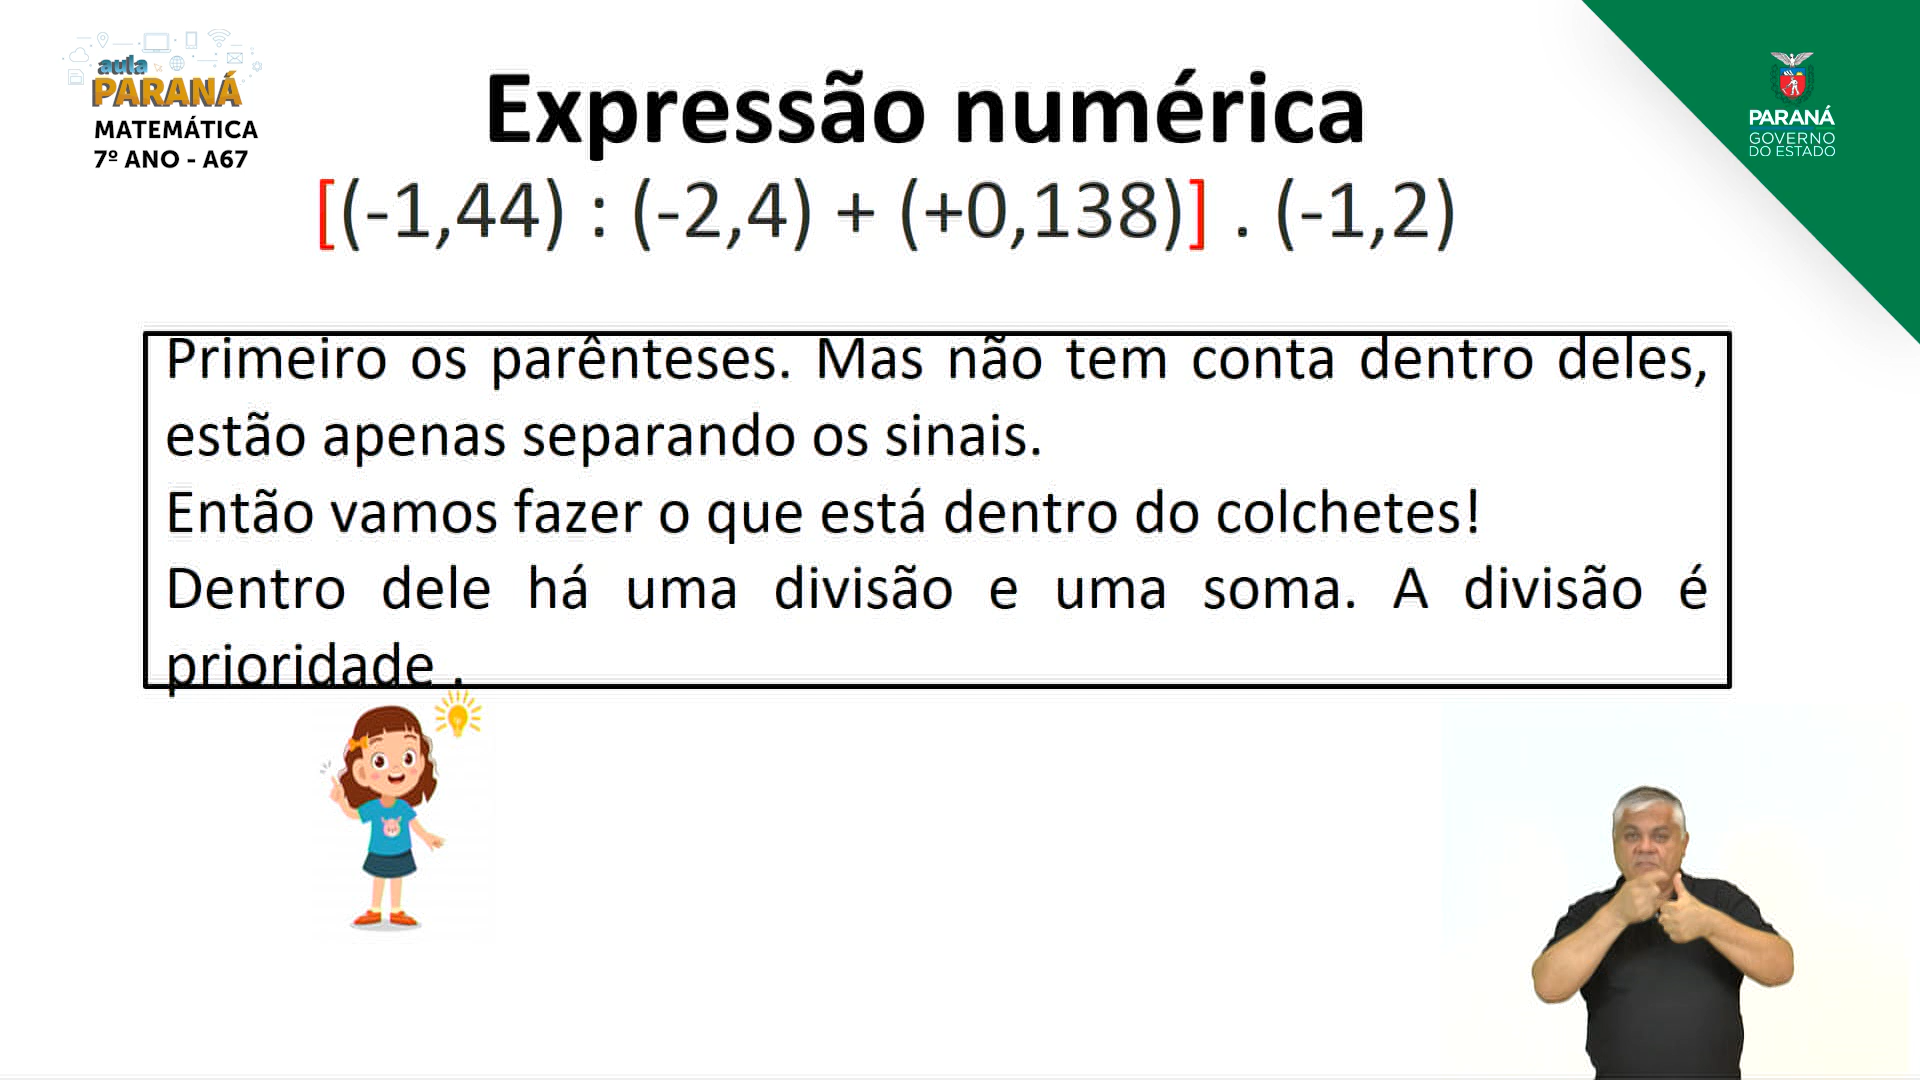 aula
PARANÁ
MATEMÁTICA
7º ANO - A67
Expressão numérica
[(-1,44) : (-2,4) + (+0,138)] . (-1,2)
PARANÁ
GOVERNO
DO ESTADO
Primeiro os parênteses. Mas não tem conta dentro deles,
estão apenas separando os sinais.
Então vamos fazer o que está dentro do colchetes!
Dentro dele há uma divisão e uma soma. A divisão é
prioridade .